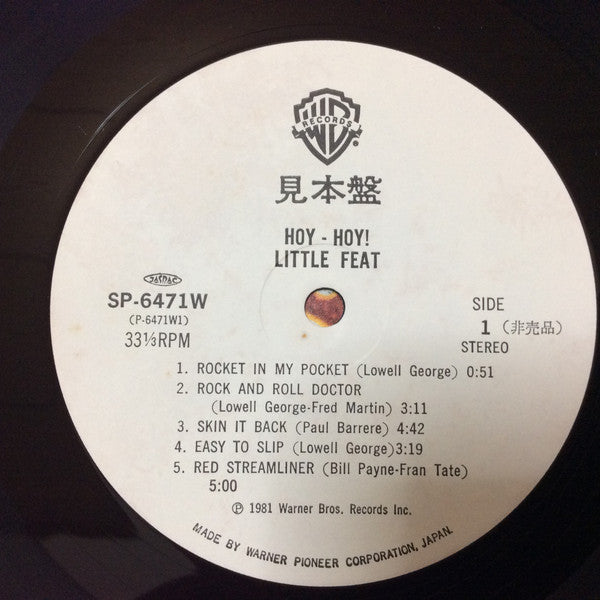 WB
RECORDS
見本盤
HOY - HOY!
LITTLE FEAT
JASRAC
SP-6471W
(P-6471W1)
33⅓RPM
SIDE
1 (非売品)
STEREO
1. ROCKET IN MY POCKET (Lowell George) 0:51
2. ROCK AND ROLL DOCTOR
(Lowell George-Fred Martin) 3:11
3. SKIN IT BACK (Paul Barrere) 4:42
4. EASY TO SLIP (Lowell George)3:19
5. RED STREAMLINER (Bill Payne-Fran Tate)
5:00
℗ 1981 Warner Bros. Records Inc.
MADE BY WARNER PIONEER CORPORATION, JAPAN.